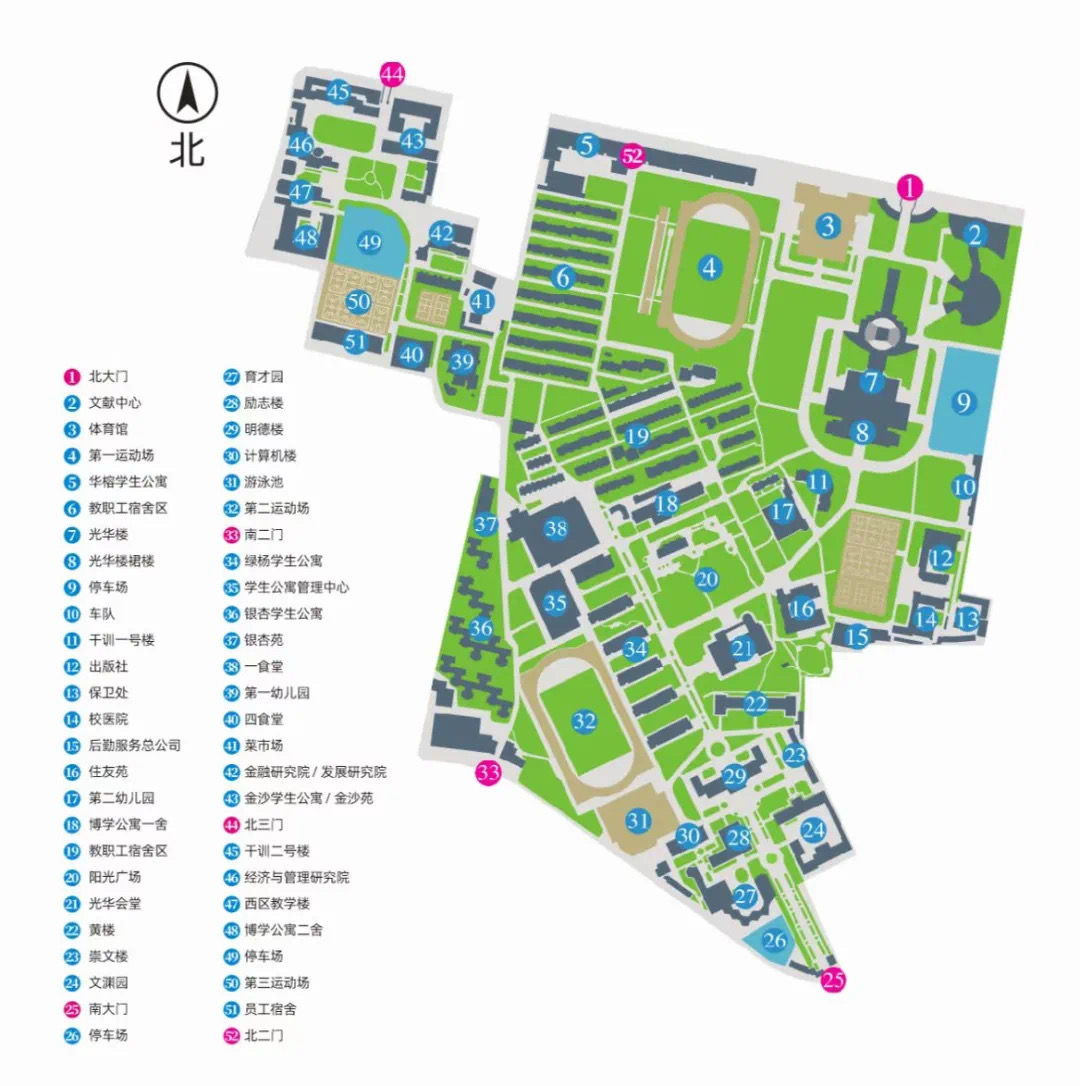 北
44
45
43
46
47
48
49
42
50
41
51
40
39
5
52
1
3
2
6
4
7
9
8
19
10
11
18
17
37
38
12
20
35
16
14
13
36
34
21
15
22
32
33
23
29
31
30
28
24
27
26
25
1 北大门
2 文献中心
3 体育馆
4 第一运动场
5 华榕学生公寓
6 教职工宿舍区
7 光华楼
8 光华楼裙楼
9 停车场
10 车队
11 干训一号楼
12 出版社
13 保卫处
14 校医院
15 后勤服务总公司
16 住友苑
17 第二幼儿园
18 博学公寓一舍
19 教职工宿舍区
20 阳光广场
21 光华会堂
22 黄楼
23 崇文楼
24 文渊园
25 南大门
26 停车场
27 育才园
28 励志楼
29 明德楼
30 计算机楼
31 游泳池
32 第二运动场
33 南二门
34 绿杨学生公寓
35 学生公寓管理中心
36 银杏学生公寓
37 银杏苑
38 一食堂
39 第一幼儿园
40 四食堂
41 菜市场
42 金融研究院 / 发展研究院
43 金沙学生公寓 / 金沙苑
44 北三门
45 干训二号楼
46 经济与管理研究院
47 西区教学楼
48 博学公寓二舍
49 停车场
50 第三运动场
51 员工宿舍
52 北二门